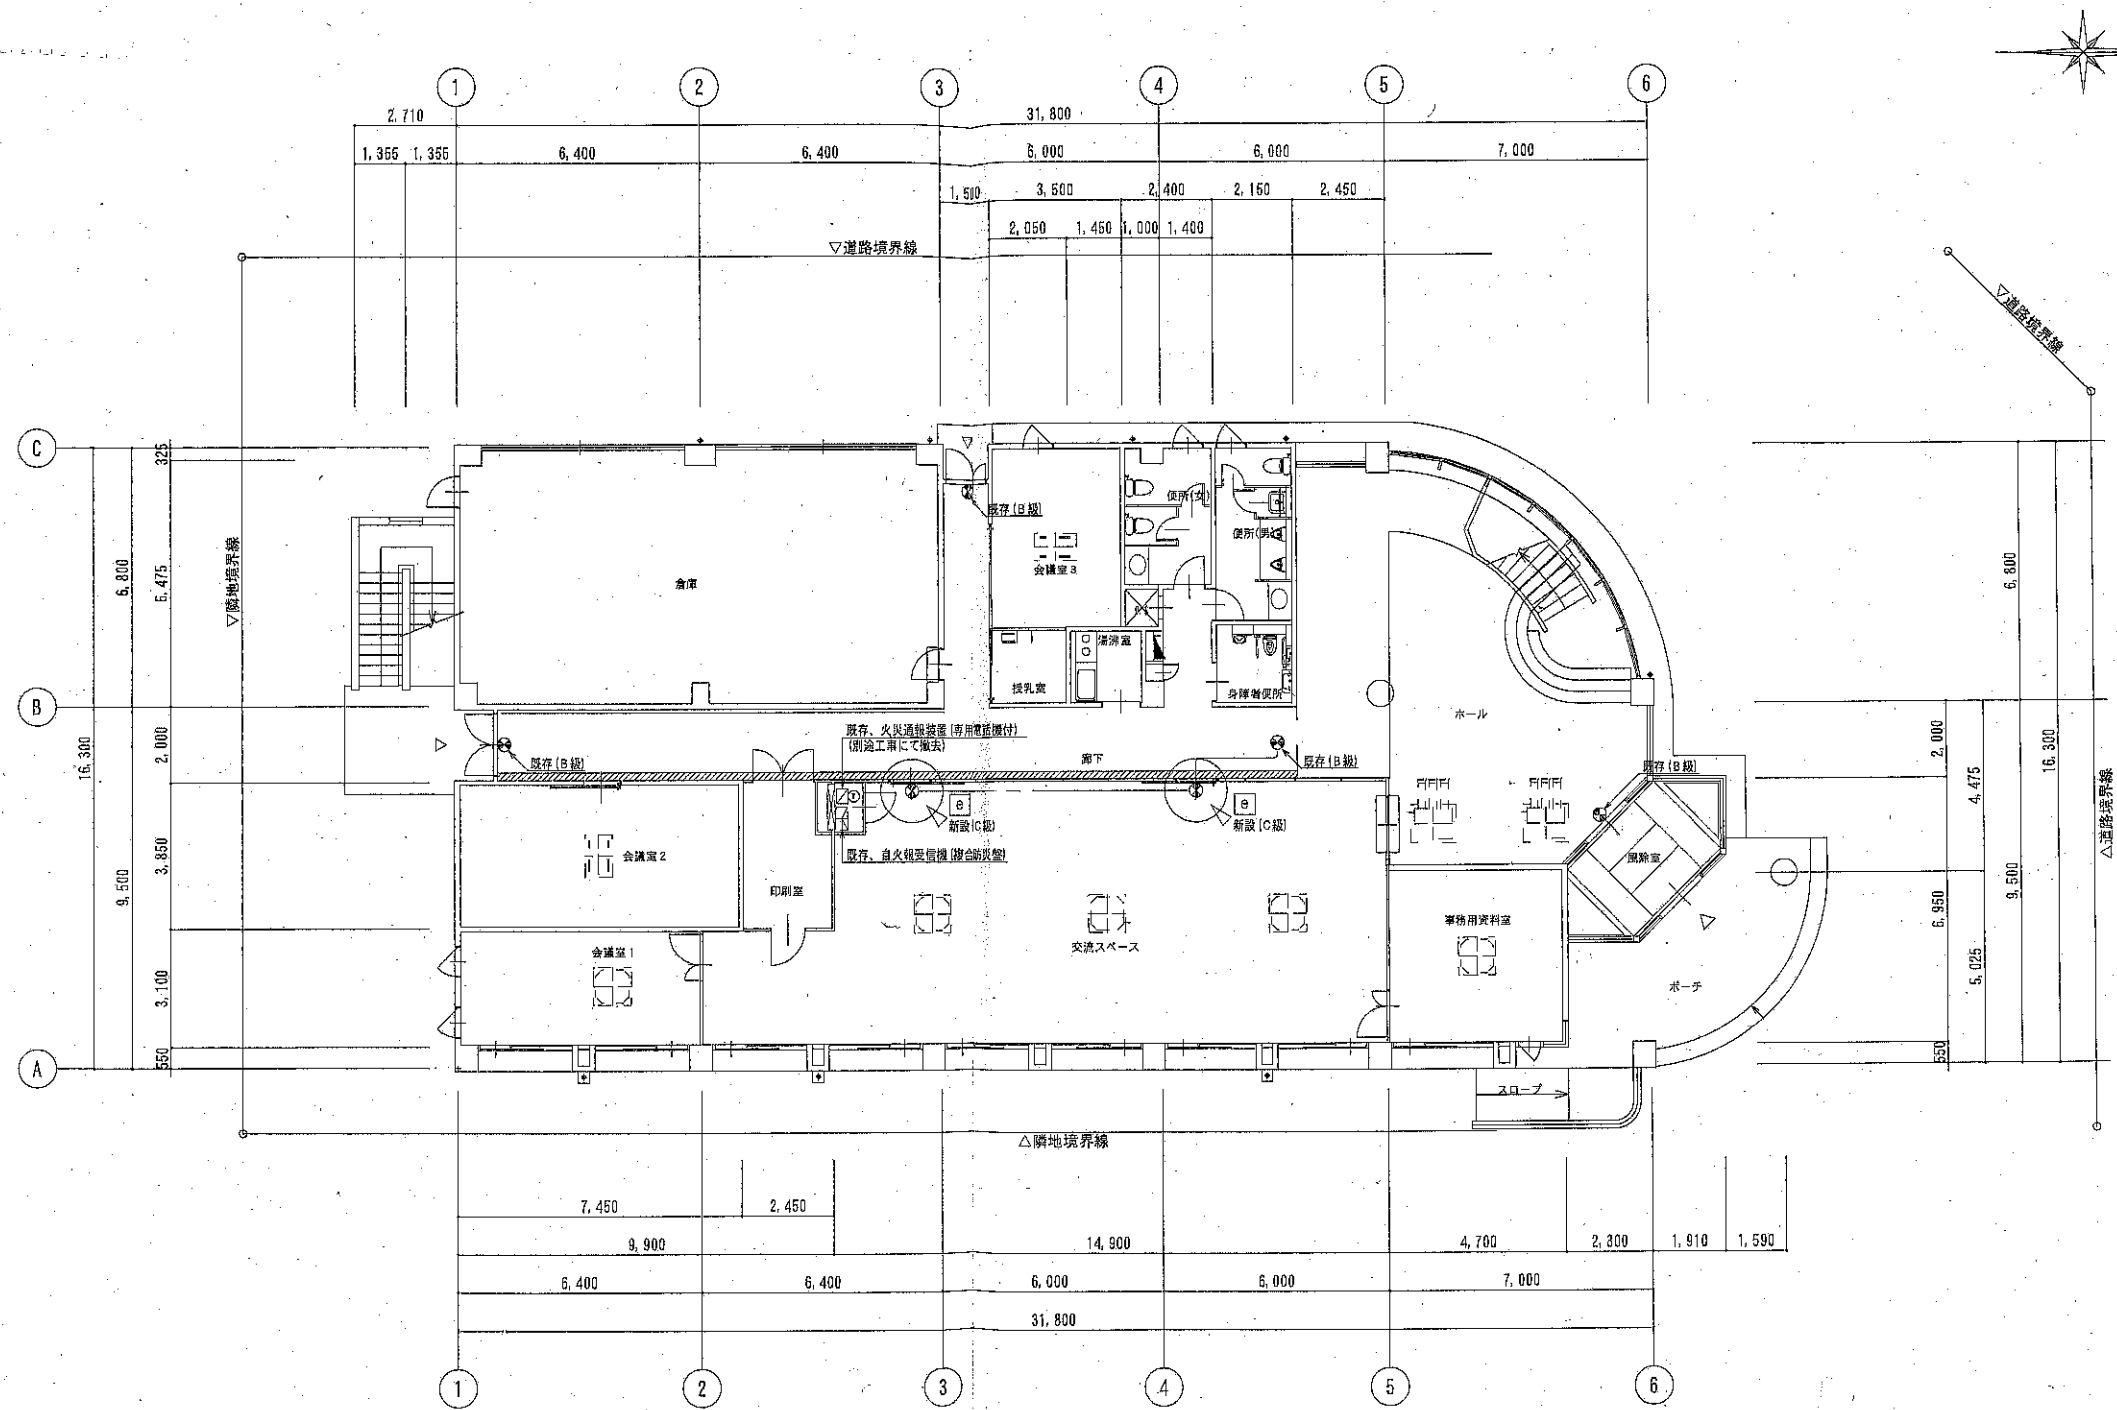 1
2
3
4
5
6
2,710
31,800
1,355
1,355
6,400
6,400
6,000
6,000
7,000
1,500
3,500
2,400
2,150
2,450
2,050
1,450
1,000
1,400
▽道路境界線
▽道路境界線
C
325
既存(B級)
便所(女)
便所(男)
会議室3
倉庫
▽隣地境界線
6,800
6,475
6,800
湯沸室
授乳室
身障者便所
B
ホール
既存、火災通報装置(専用電話機付)
(別途工事にて撤去)
2,000
2,000
16,300
16,300
廊下
既存(B級)
既存(B級)
既存(B級)
4,475
e
新設(C級)
e
新設(C級)
△道路境界線
既存、自火報受信機(複合防災盤)
会議室2
3,850
風除室
印刷室
9,500
9,500
6,950
事務用資料室
交流スペース
会議室1
5,025
3,100
ポーチ
550
550
A
スロープ
△隣地境界線
7,450
2,450
9,900
14,900
4,700
2,300
1,910
1,590
6,400
6,400
6,000
6,000
7,000
31,800
1
2
3
4
5
6